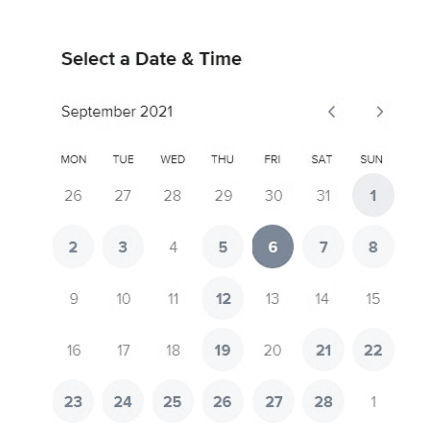 Select a Date & Time
September 2021
MON TUE WED THU FRI SAT SUN
26 27 28 29 30 31 1
2 3 4 5 6 7 8
9 10 11 12 13 14 15
16 17 18 19 20 21 22
23 24 25 26 27 28 1